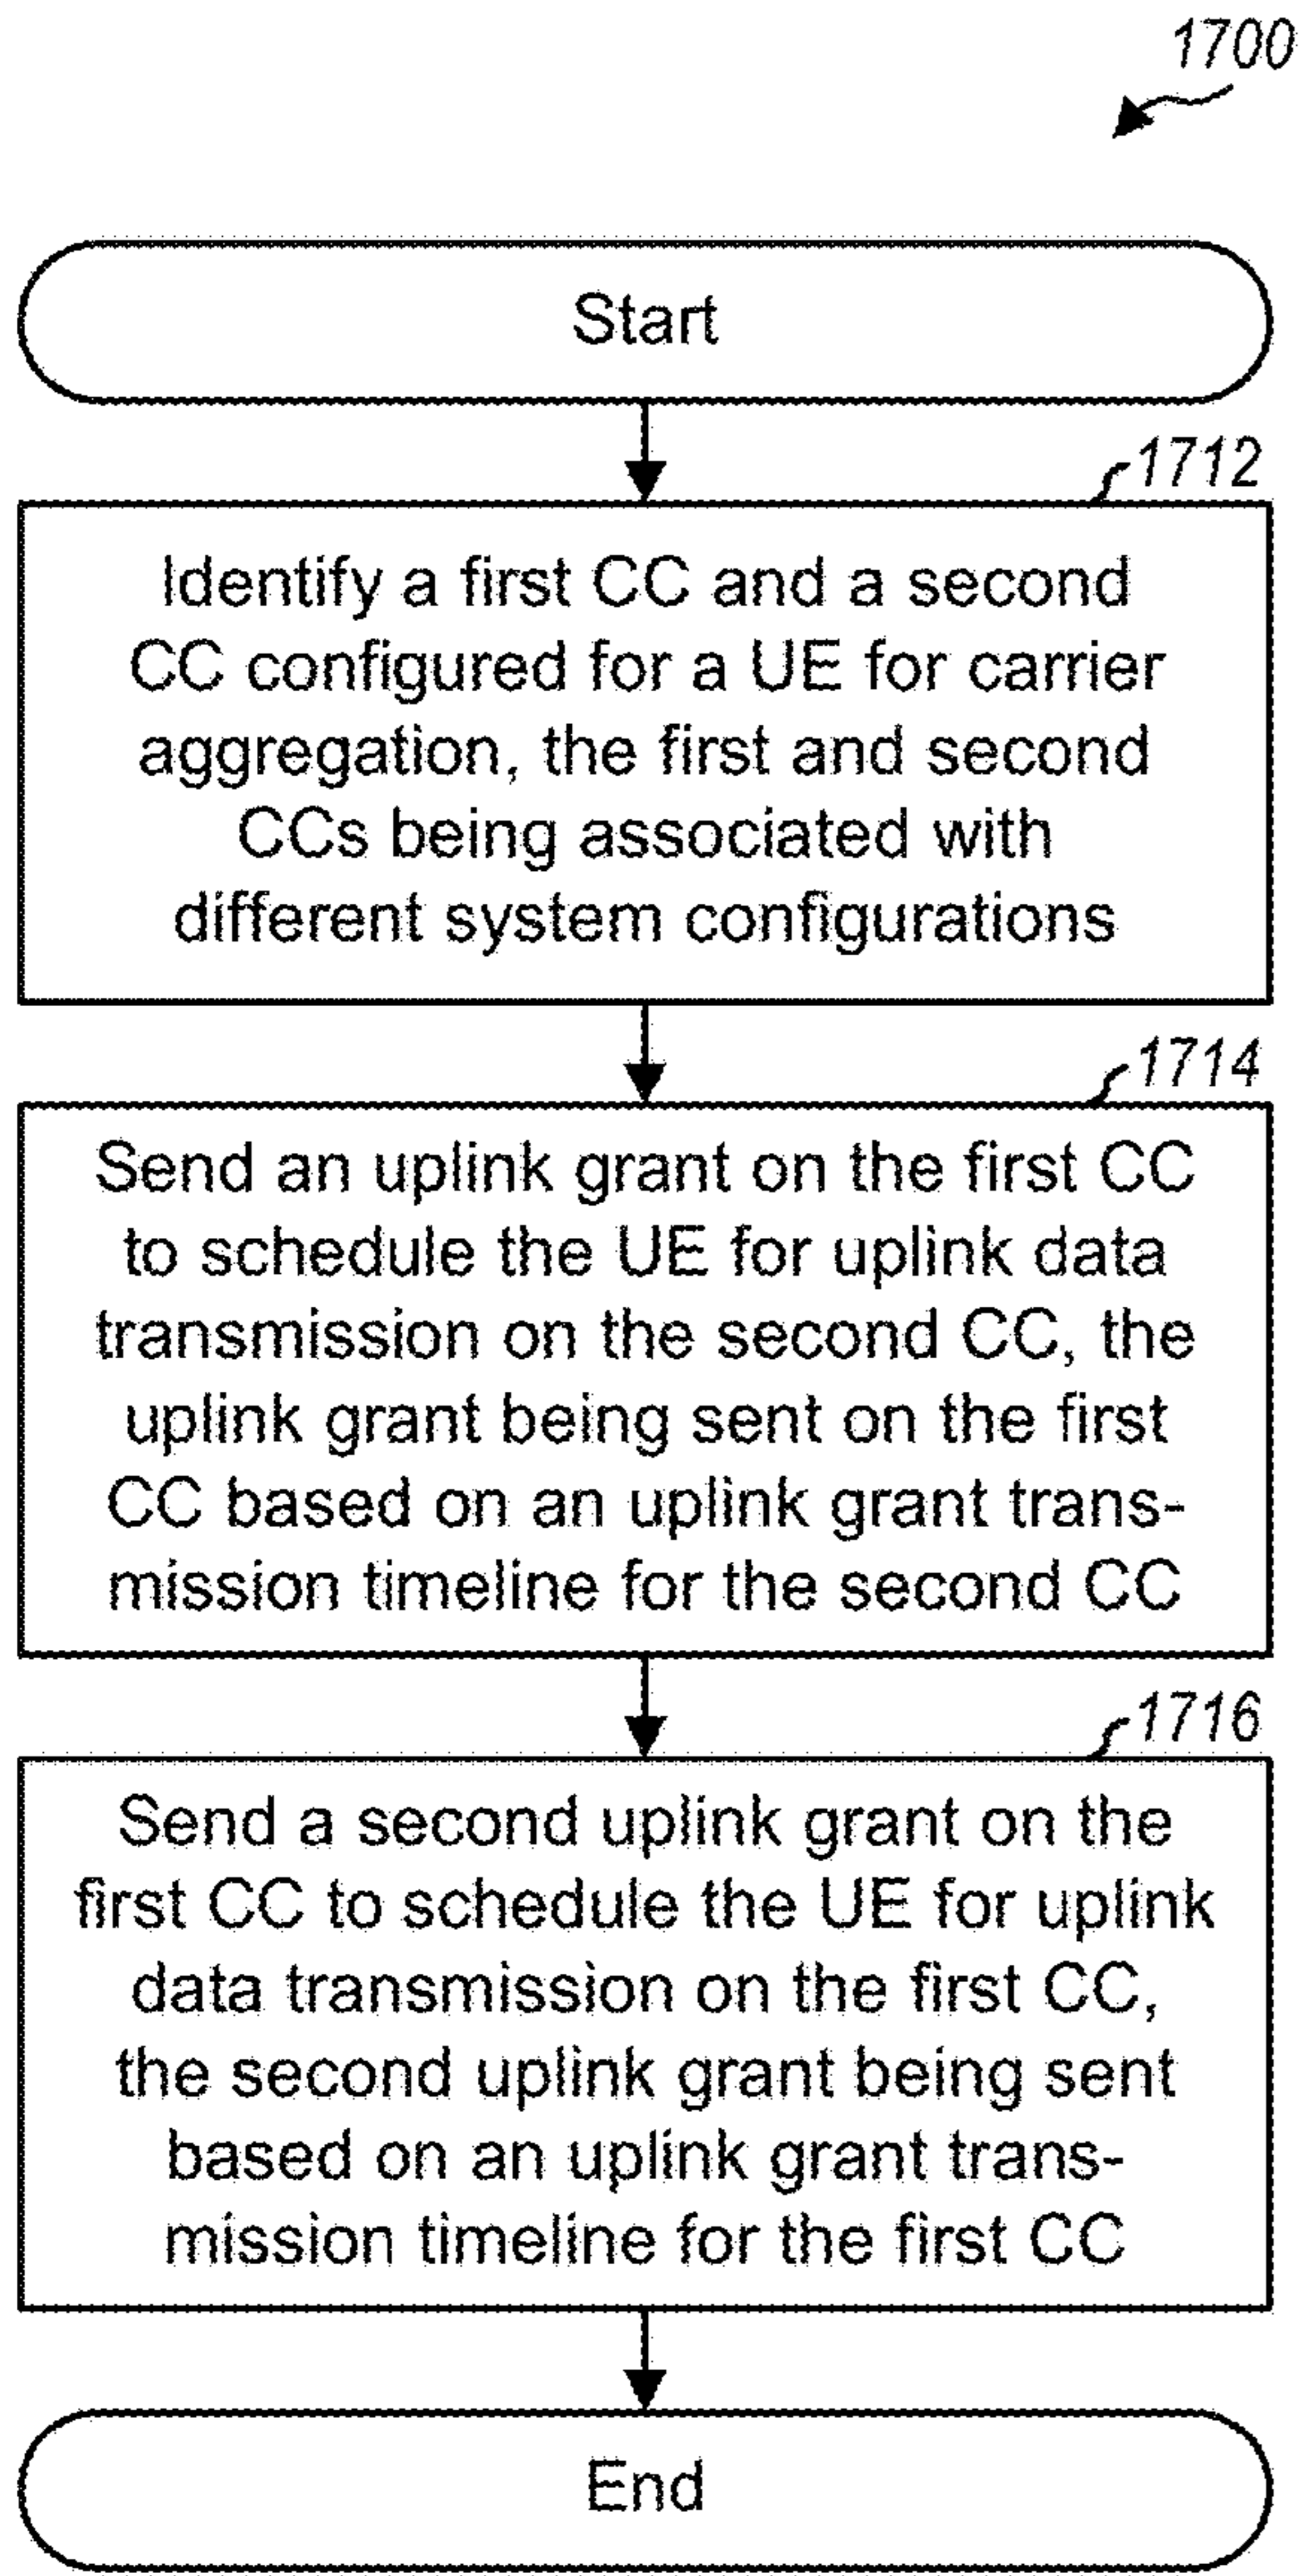 1700
Start
1712
Identify a first CC and a second
CC configured for a UE for carrier
aggregation, the first and second
CCs being associated with
different system configurations
1714
Send an uplink grant on the first CC
to schedule the UE for uplink data
transmission on the second CC, the
uplink grant being sent on the first
CC based on an uplink grant trans-
mission timeline for the second CC
1716
Send a second uplink grant on the
first CC to schedule the UE for uplink
data transmission on the first CC,
the second uplink grant being sent
based on an uplink grant trans-
mission timeline for the first CC
End